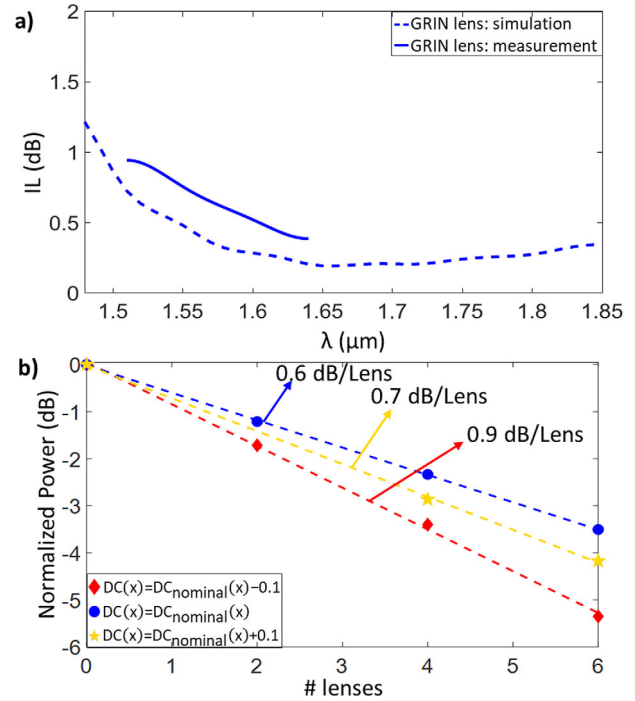 a)
GRIN lens: simulation
GRIN lens: measurement
2
1.5
1
0.5
0
IL (dB)
1.5 1.55 1.6 1.65 1.7 1.75 1.8 1.85
λ (μm)
b)
0.6 dB/Lens
0.7 dB/Lens
0.9 dB/Lens
0
-1
-2
-3
-4
-5
-6
Normalized Power (dB)
DC(x)=DCnominal(x)−0.1
DC(x)=DCnominal(x)
DC(x)=DCnominal(x)+0.1
0 1 2 3 4 5 6
# lenses